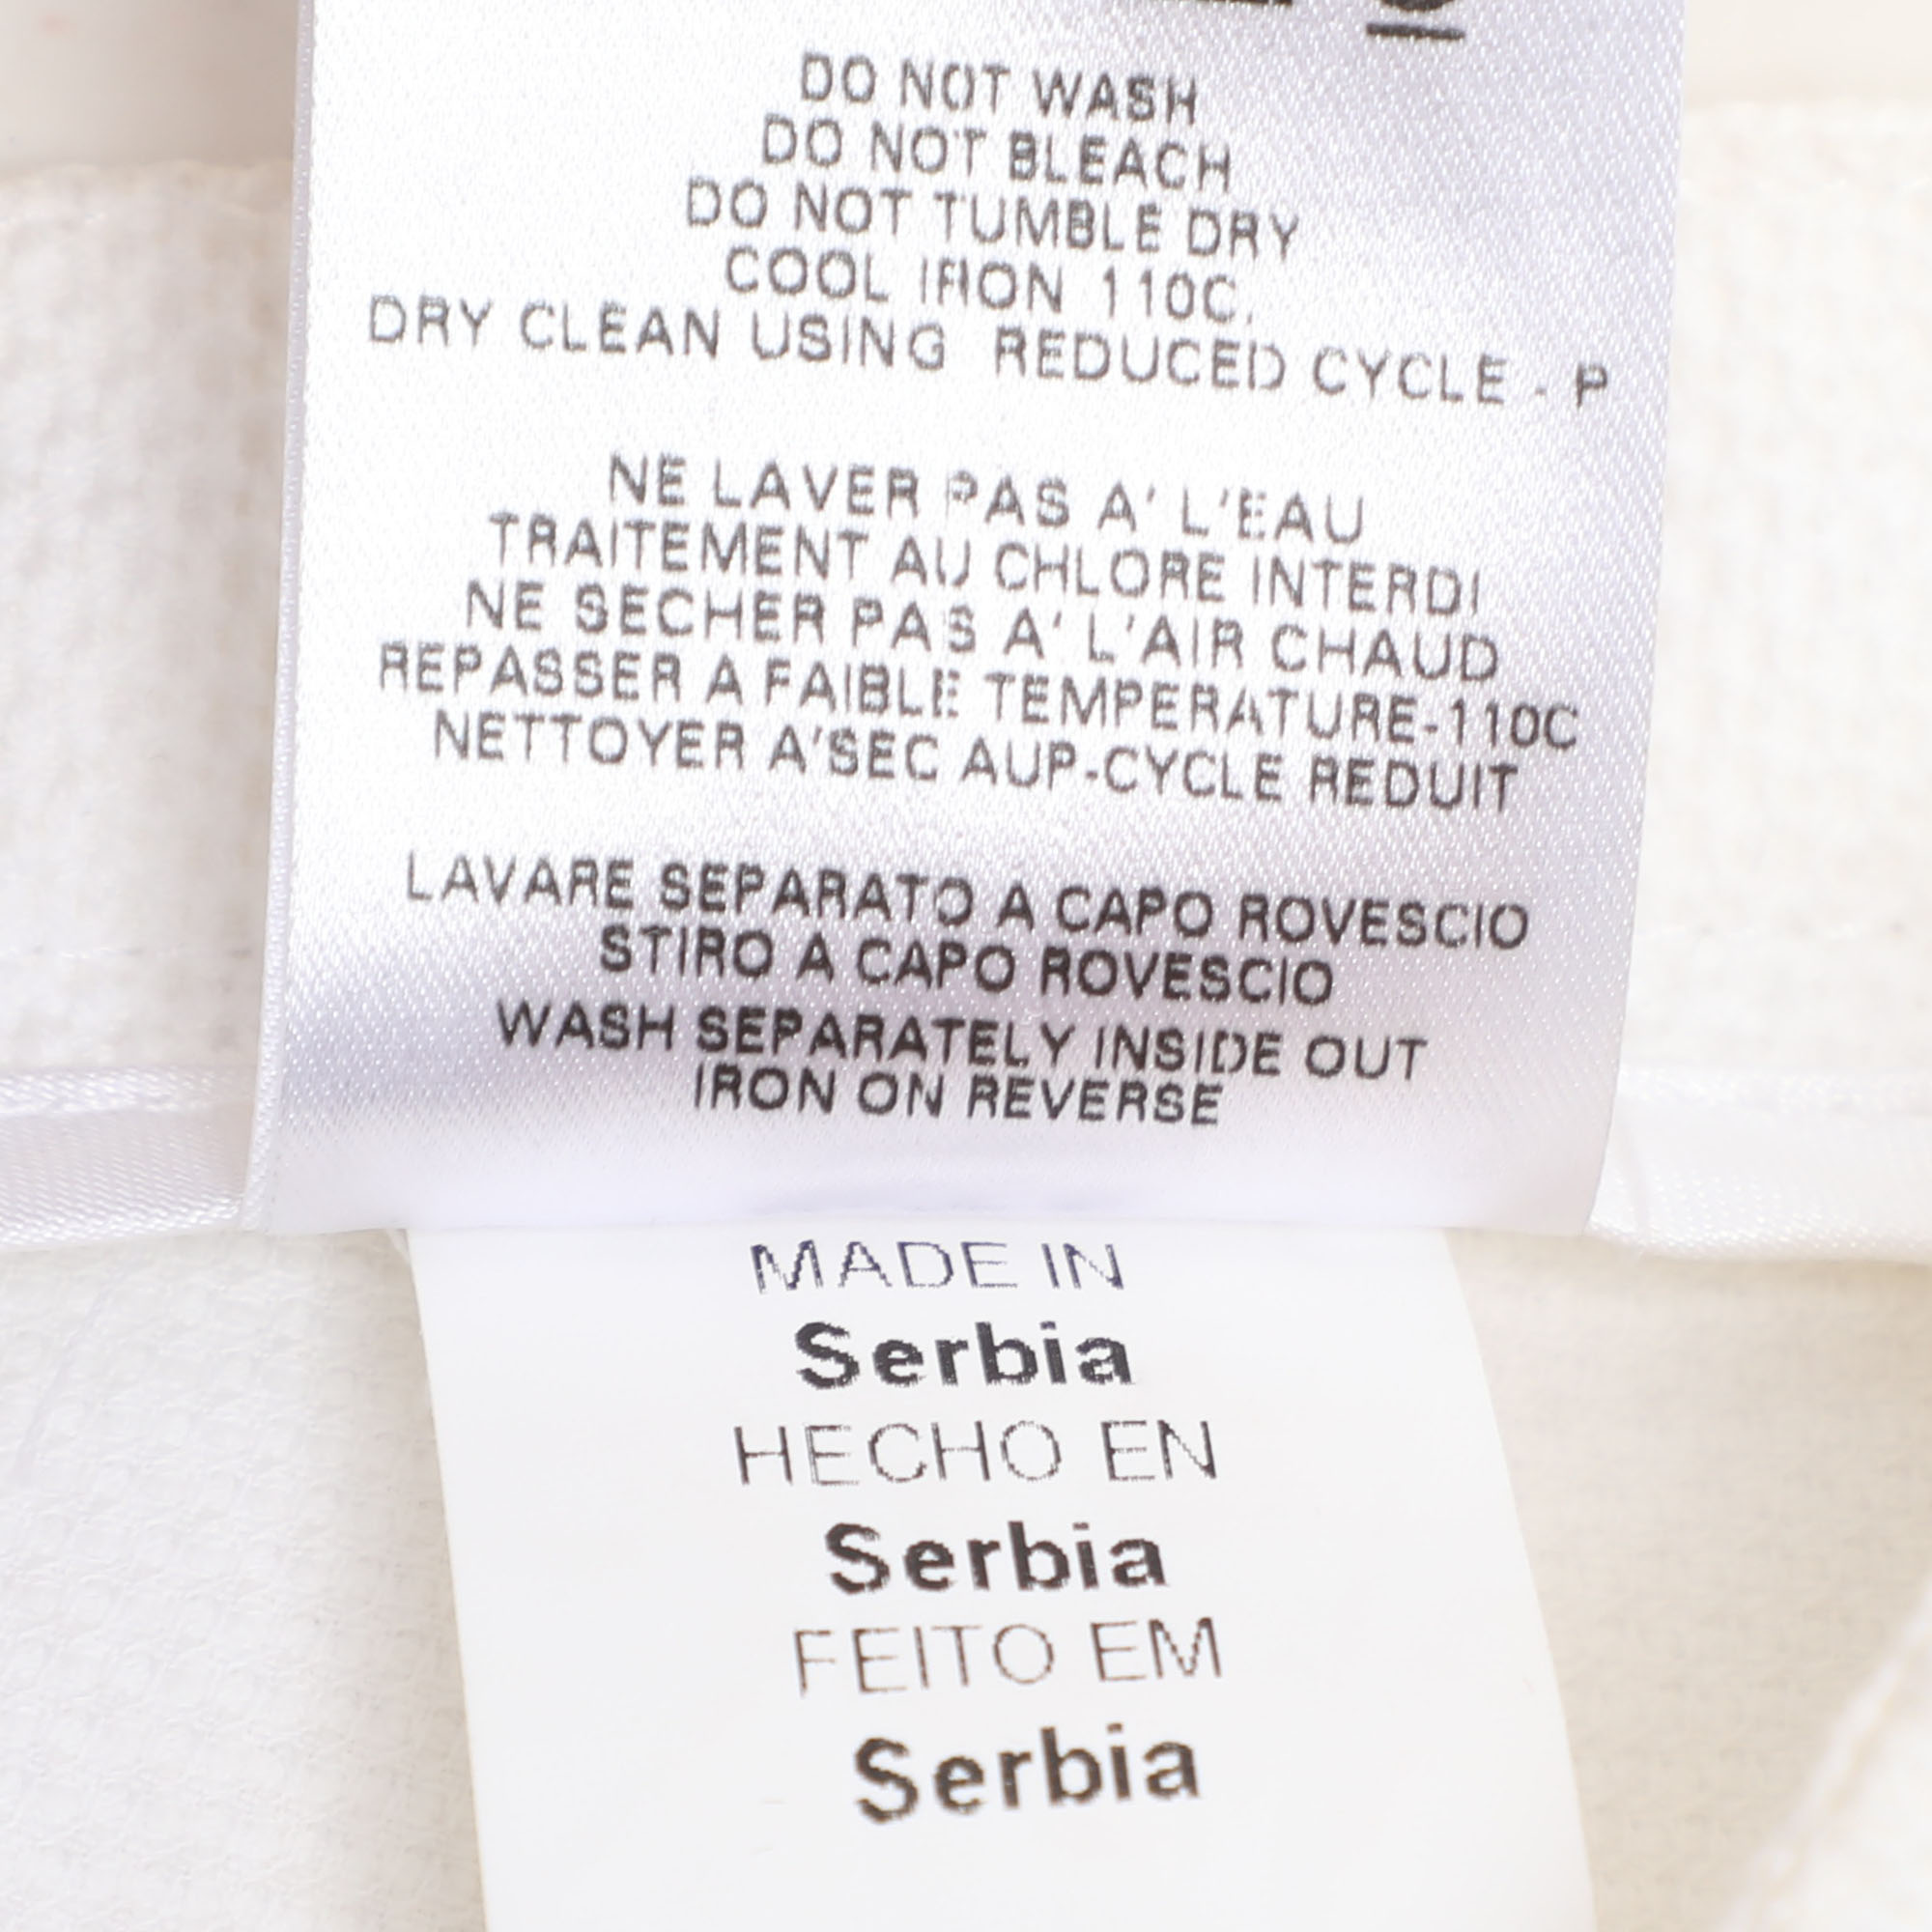 DO NOT WASH
DO NOT BLEACH
DO NOT TUMBLE DRY
COOL IRON 110C.
DRY CLEAN USING REDUCED CYCLE - P
NE LAVER PAS A' L'EAU
TRAITEMENT AU CHLORE INTERDI
NE SECHER PAS A' L'AIR CHAUD
REPASSER A FAIBLE TEMPERATURE-110C
NETTOYER A'SEC AUP-CYCLE REDUIT
LAVARE SEPARATO A CAPO ROVESCIO
STIRO A CAPO ROVESCIO
WASH SEPARATELY INSIDE OUT
IRON ON REVERSE
MADE IN
Serbia
HECHO EN
Serbia
FEITO EM
Serbia